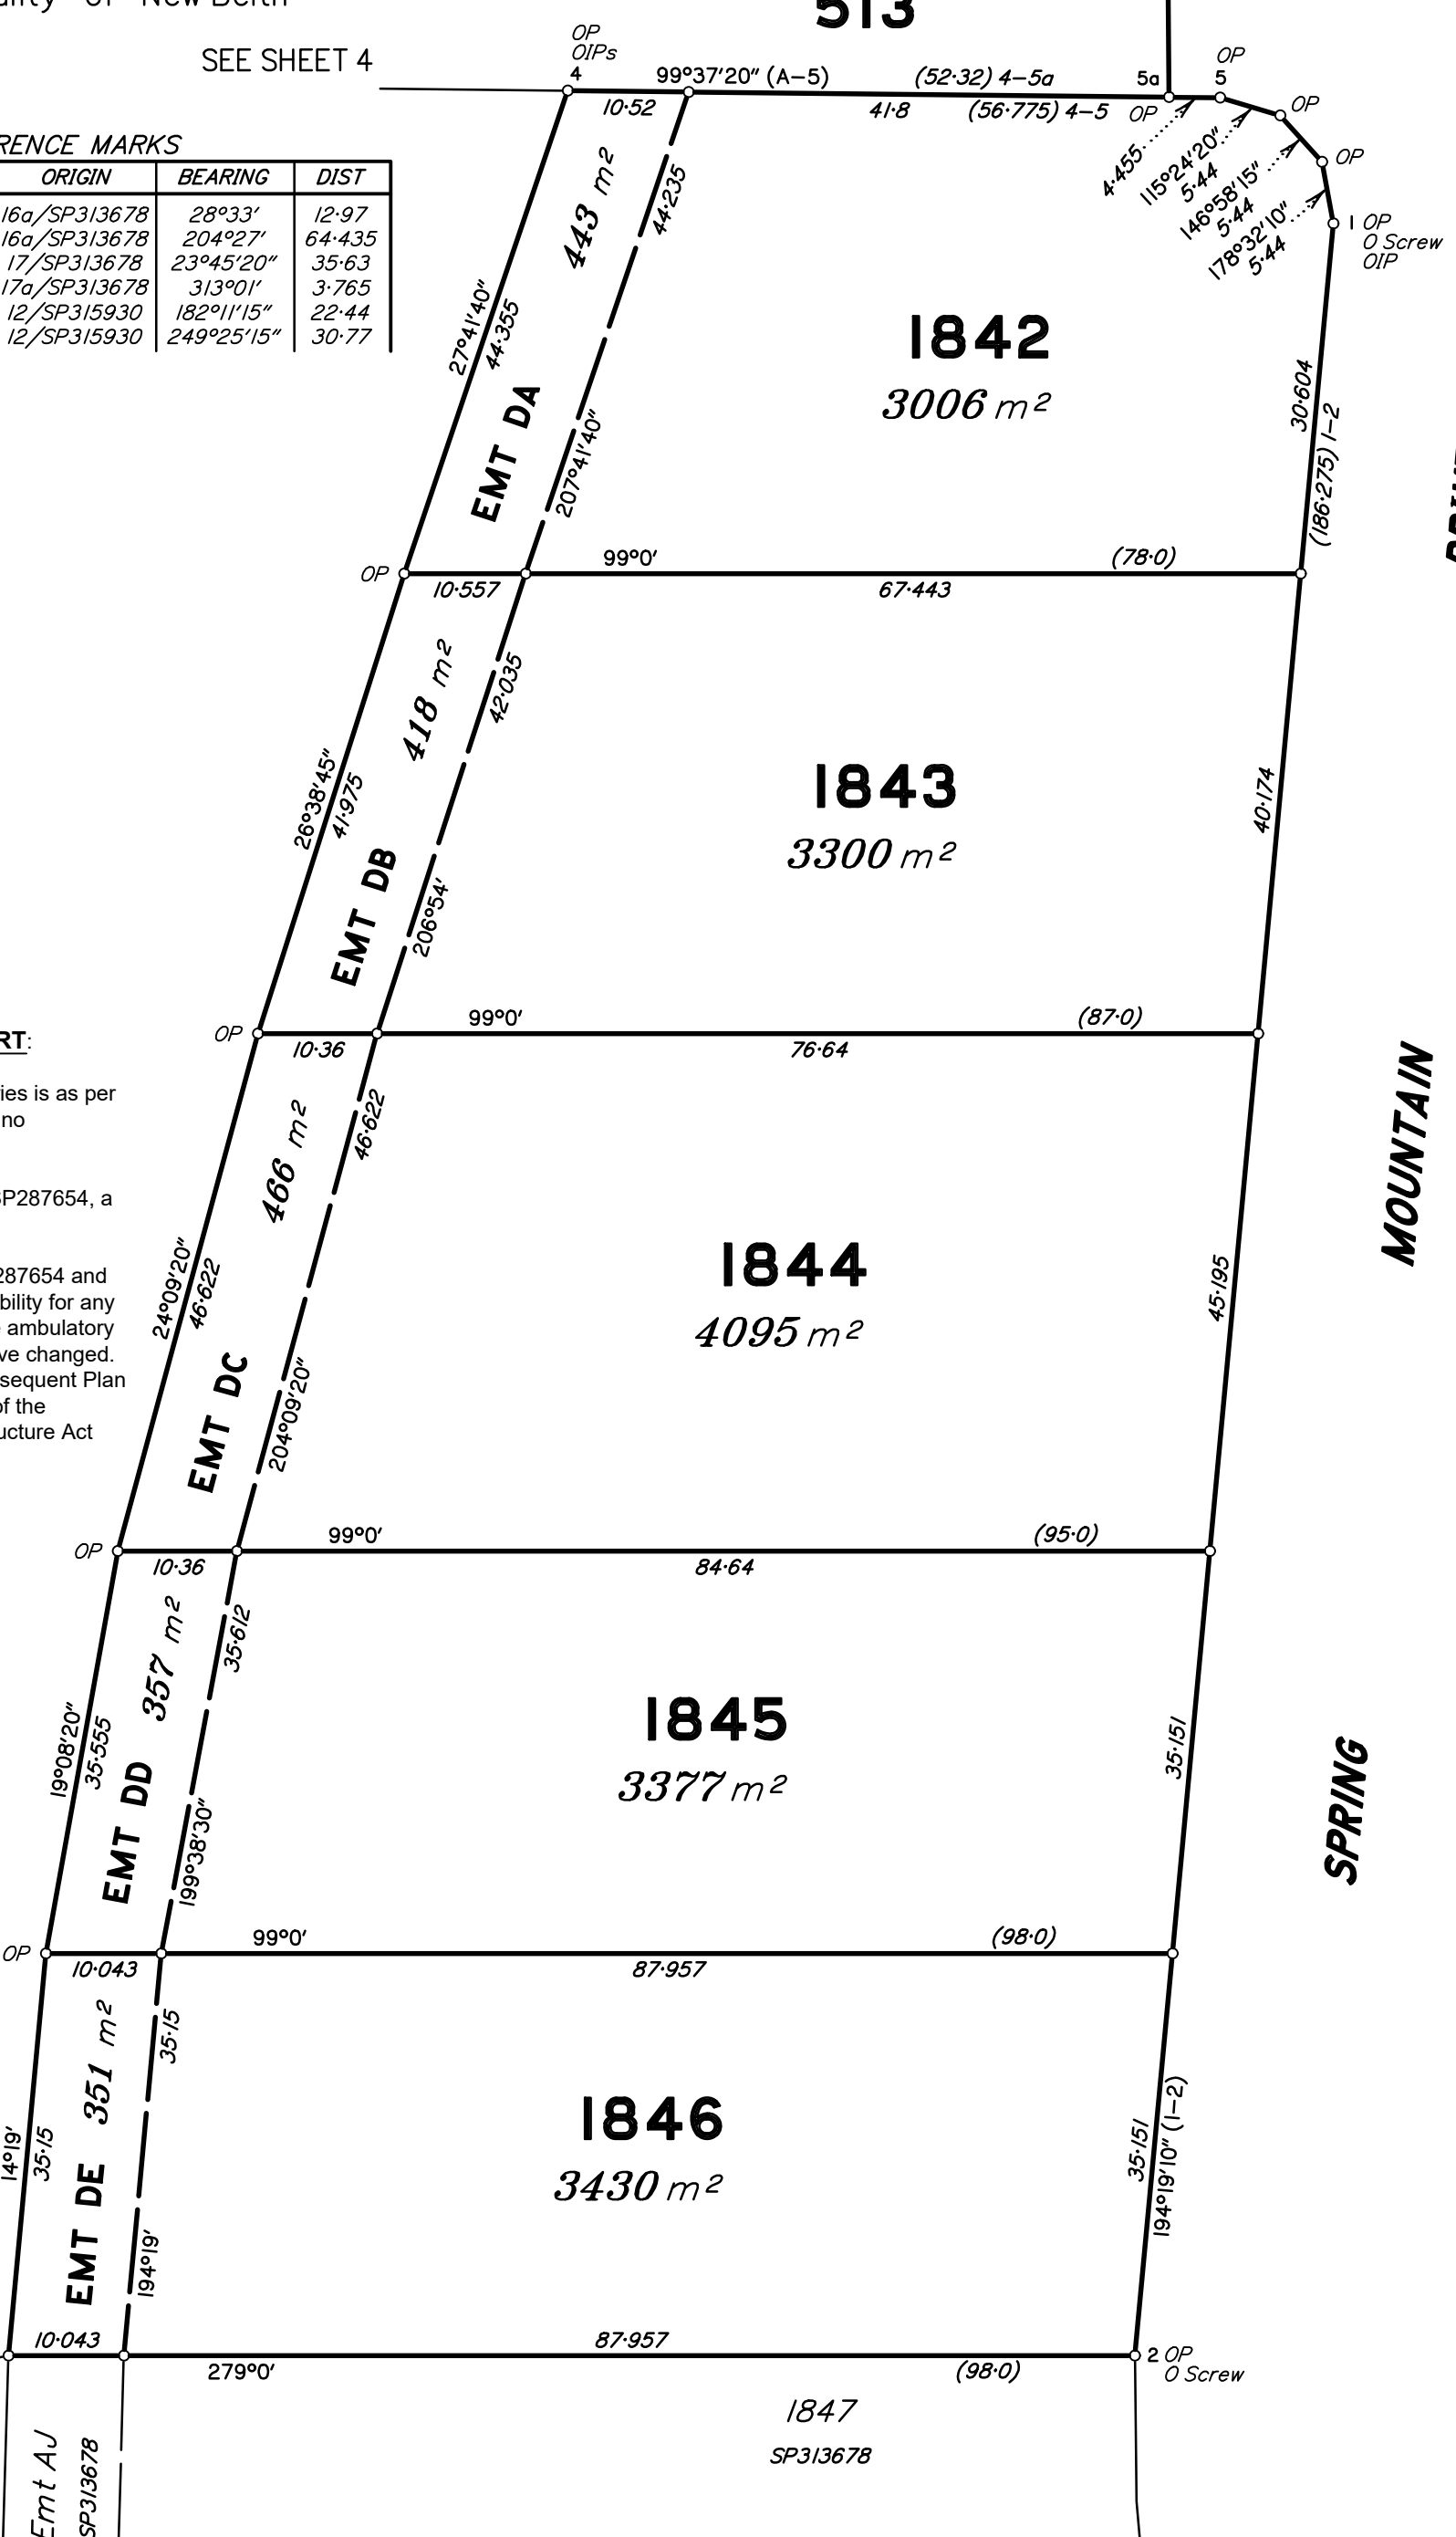 of New Beith
513
SEE SHEET 4
OP
OIPs
4
99°37'20" (A-5)
(52·32) 4-5a
5a
OP
5
10·52
41·8
(56·775) 4-5
OP
OP
OP
4·455
115°24'20"
5·44
146°58'15"
5·44
178°32'10"
5·44
1 OP
O Screw
OIP
MARKS
ORIGIN BEARING DIST
16a/SP313678 28°33' 12·97
16a/SP313678 204°27' 64·435
17/SP313678 23°45'20" 35·63
17a/SP313678 313°01' 3·765
12/SP315930 182°11'15" 22·44
12/SP315930 249°25'15" 30·77
443 m²
44·235
27°41'40"
44·355
EMT DA
207°41'40"
1842
3006 m²
30·604
(186·275) 1-2
OP
10·557
99°0'
67·443
(78·0)
418 m²
42·035
26°38'45"
41·975
EMT DB
206°54'
1843
3300 m²
40·174
OP
10·36
99°0'
76·64
(87·0)
ies is as per
no
SP287654, a
287654 and
bility for any
e ambulatory
ve changed.
sequent Plan
of the
ucture Act
466 m²
46·622
24°09'20"
46·622
EMT DC
204°09'20"
1844
4095 m²
45·195
MOUNTAIN
OP
10·36
99°0'
84·64
(95·0)
357 m²
35·612
19°08'20"
35·555
EMT DD
199°38'30"
1845
3377 m²
35·151
SPRING
OP
10·043
99°0'
87·957
(98·0)
351 m²
35·15
14°19'
35·15
EMT DE
194°19'
1846
3430 m²
35·151
194°19'10" (1-2)
10·043
87·957
279°0'
(98·0)
2 OP
O Screw
1847
SP313678
Emt AJ
SP313678